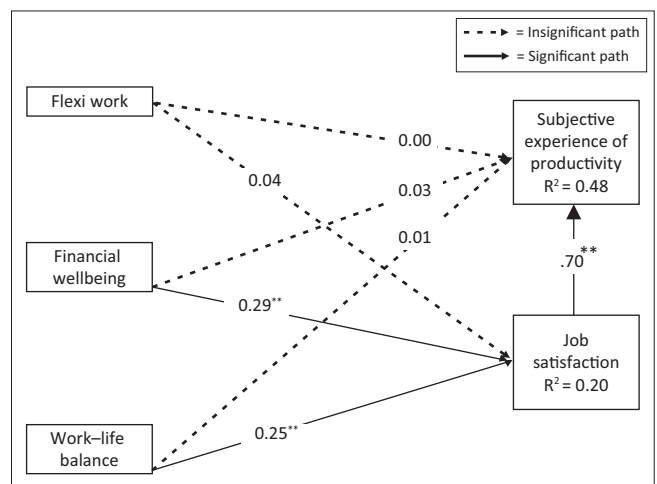 = Insignificant path
= Significant path
Flexi work
Subjective
experience of
productivity
R² = 0.48
0.00
0.04
0.03
0.01
Financial
wellbeing
.70**
0.29**
Job
satisfaction
R² = 0.20
Work–life
balance
0.25**